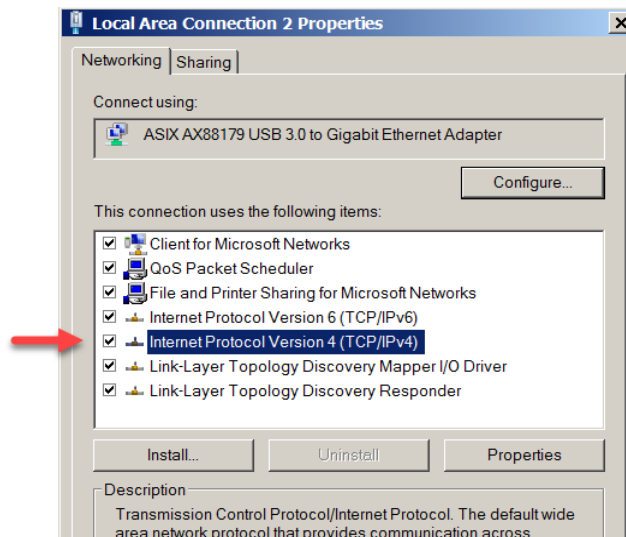 Local Area Connection 2 Properties
Networking
Sharing
Connect using:
ASIX AX88179 USB 3.0 to Gigabit Ethernet Adapter
Configure...
This connection uses the following items:
Client for Microsoft Networks
QoS Packet Scheduler
File and Printer Sharing for Microsoft Networks
Internet Protocol Version 6 (TCP/IPv6)
Internet Protocol Version 4 (TCP/IPv4)
Link-Layer Topology Discovery Mapper I/O Driver
Link-Layer Topology Discovery Responder
Install...
Uninstall
Properties
Description
Transmission Control Protocol/Internet Protocol. The default wide
area network protocol that provides communication across